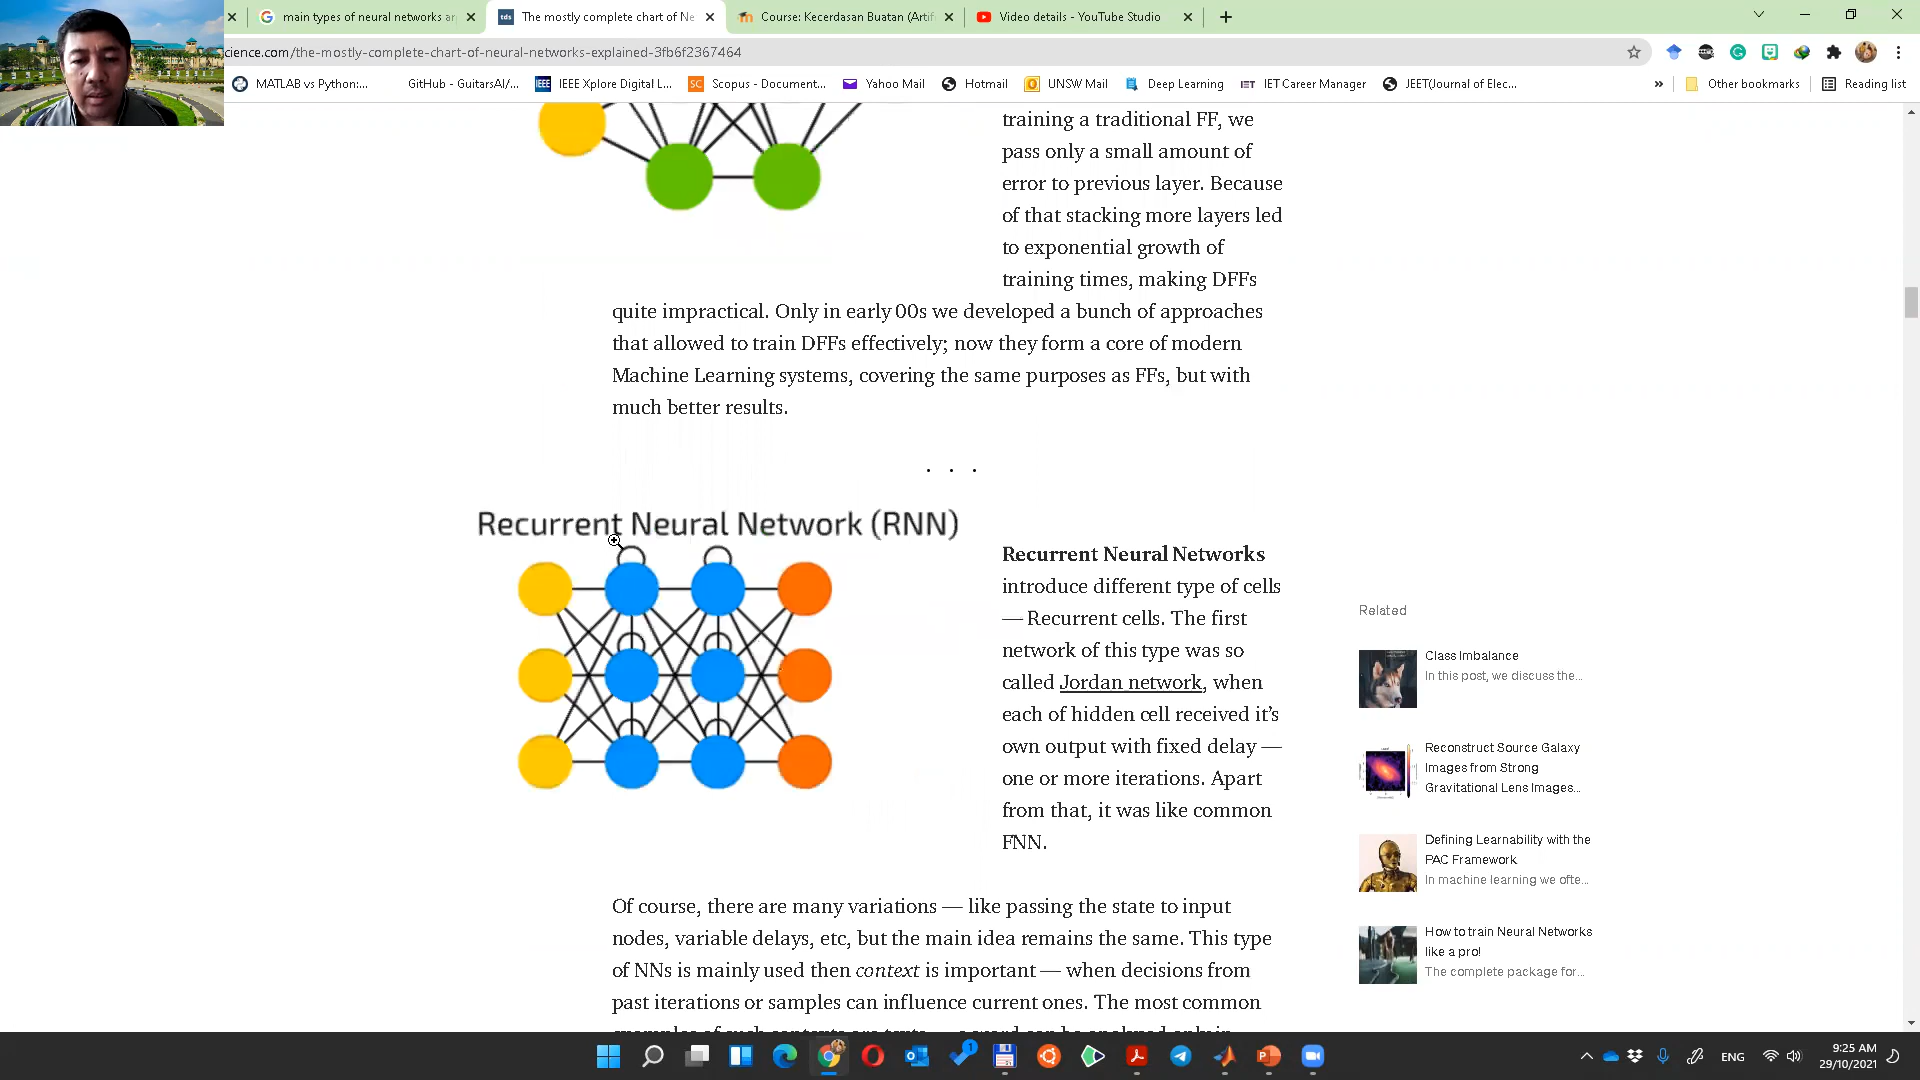 main types of neural networks ar
The mostly complete chart of Ne
Course: Kecerdasan Buatan (Artif
Video details - YouTube Studio
cience.com/the-mostly-complete-chart-of-neural-networks-explained-3fb6f2367464
MATLAB vs Python:...
GitHub - GuitarsAI/...
IEEE Xplore Digital L...
Scopus - Document...
Yahoo Mail
Hotmail
UNSW Mail
Deep Learning
IET Career Manager
JEET(Journal of Elec...
»
Other bookmarks
Reading list
training a traditional FF, we
pass only a small amount of
error to previous layer. Because
of that stacking more layers led
to exponential growth of
training times, making DFFs
quite impractical. Only in early 00s we developed a bunch of approaches
that allowed to train DFFs effectively; now they form a core of modern
Machine Learning systems, covering the same purposes as FFs, but with
much better results.
. . .
Recurrent Neural Network (RNN)
Recurrent Neural Networks
introduce different type of cells
— Recurrent cells. The first
network of this type was so
called Jordan network, when
each of hidden cell received it’s
own output with fixed delay —
one or more iterations. Apart
from that, it was like common
FNN.
Of course, there are many variations — like passing the state to input
nodes, variable delays, etc, but the main idea remains the same. This type
of NNs is mainly used then context is important — when decisions from
past iterations or samples can influence current ones. The most common
Related
Class Imbalance
In this post, we discuss the...
Reconstruct Source Galaxy
Images from Strong
Gravitational Lens Images...
Defining Learnability with the
PAC Framework
In machine learning we ofte...
How to train Neural Networks
like a pro!
The complete package for...
ENG
9:25 AM
29/10/2021